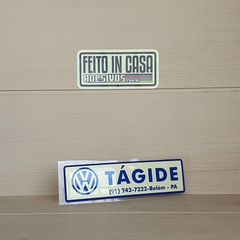 FEITO IN CASA
ADESIVOS
TÁGIDE
(91) 242-7222-Belém - PA